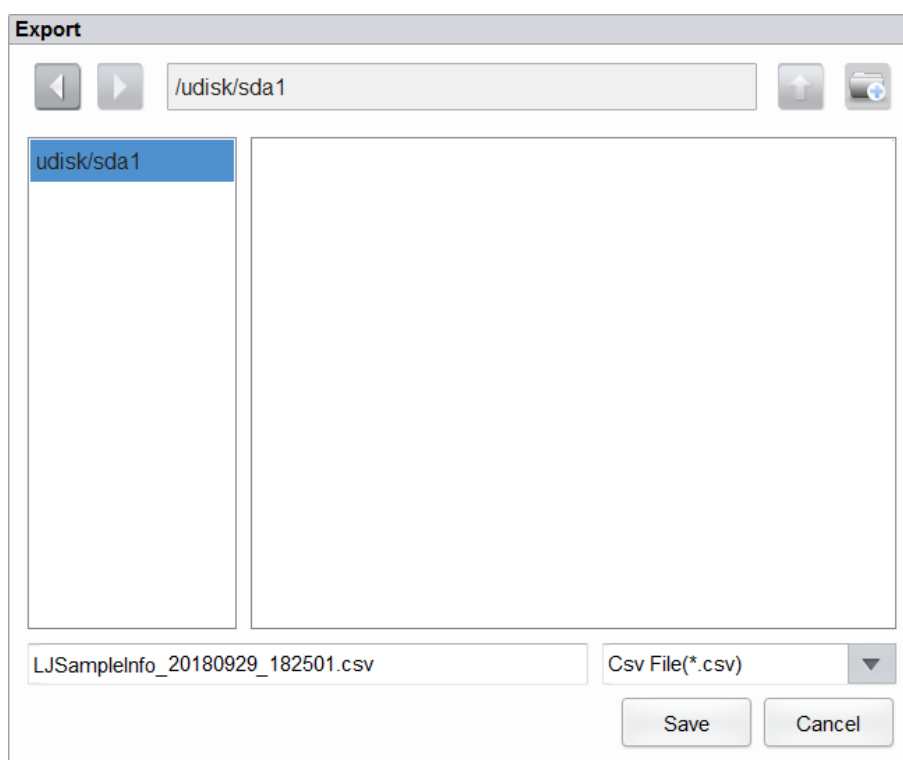 Export
/udisk/sda1
udisk/sda1
LJSampleInfo_20180929_182501.csv
Csv File(*.csv)
Save
Cancel